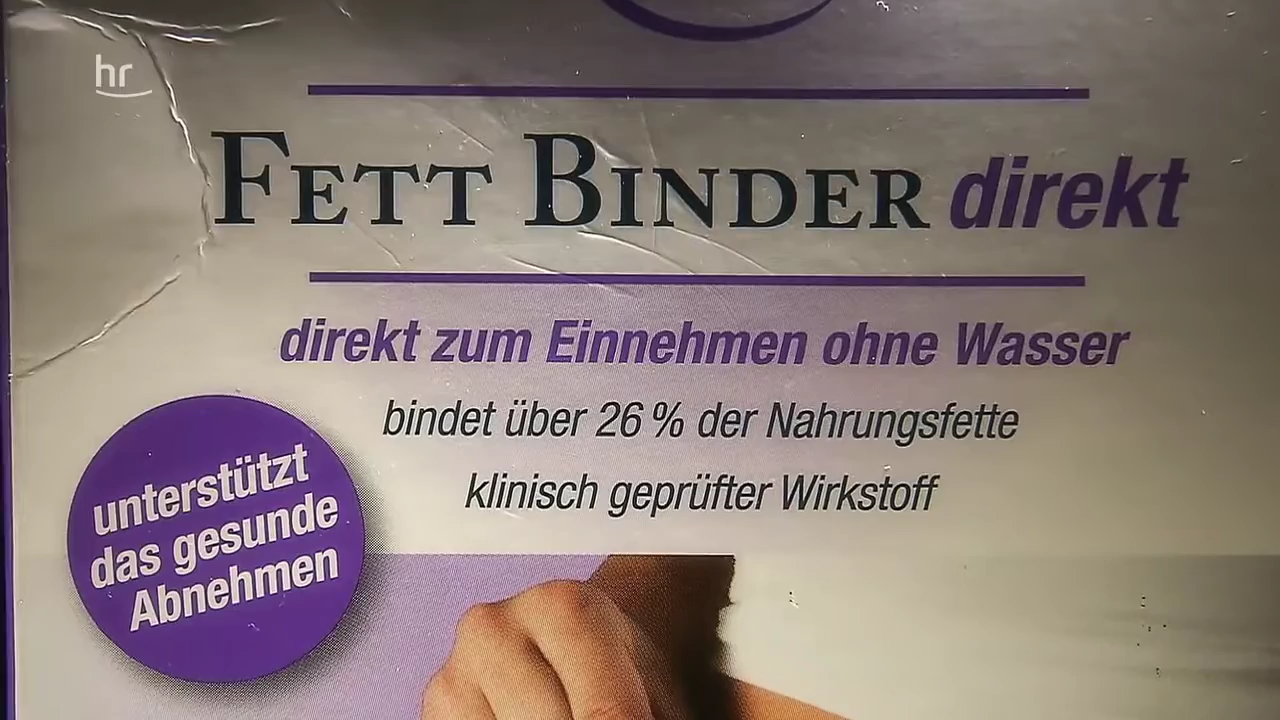 hr
FETT BINDER direkt
direkt zum Einnehmen ohne Wasser
bindet über 26 % der Nahrungsfette
klinisch geprüfter Wirkstoff
unterstützt
das gesunde
Abnehmen